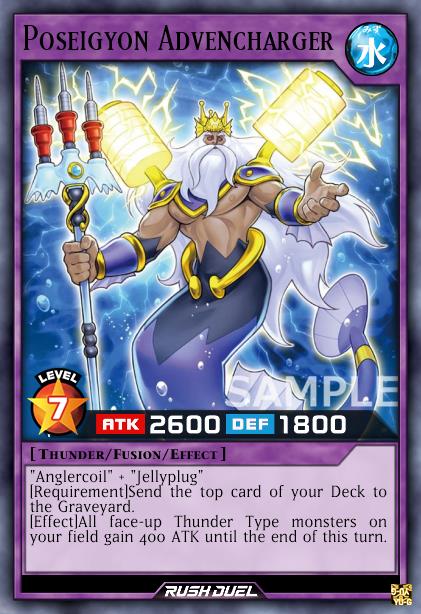 POSEIGYON ADVENCHARGER
みず
水
SAMPLE
LEVEL
7
ATK 2600 DEF 1800
[ THUNDER/FUSION/EFFECT ]
"Anglercoil" + "Jellyplug"
[Requirement]Send the top card of your Deck to
the Graveyard.
[Effect]All face-up Thunder Type monsters on
your field gain 400 ATK until the end of this turn.
RUSH DUEL